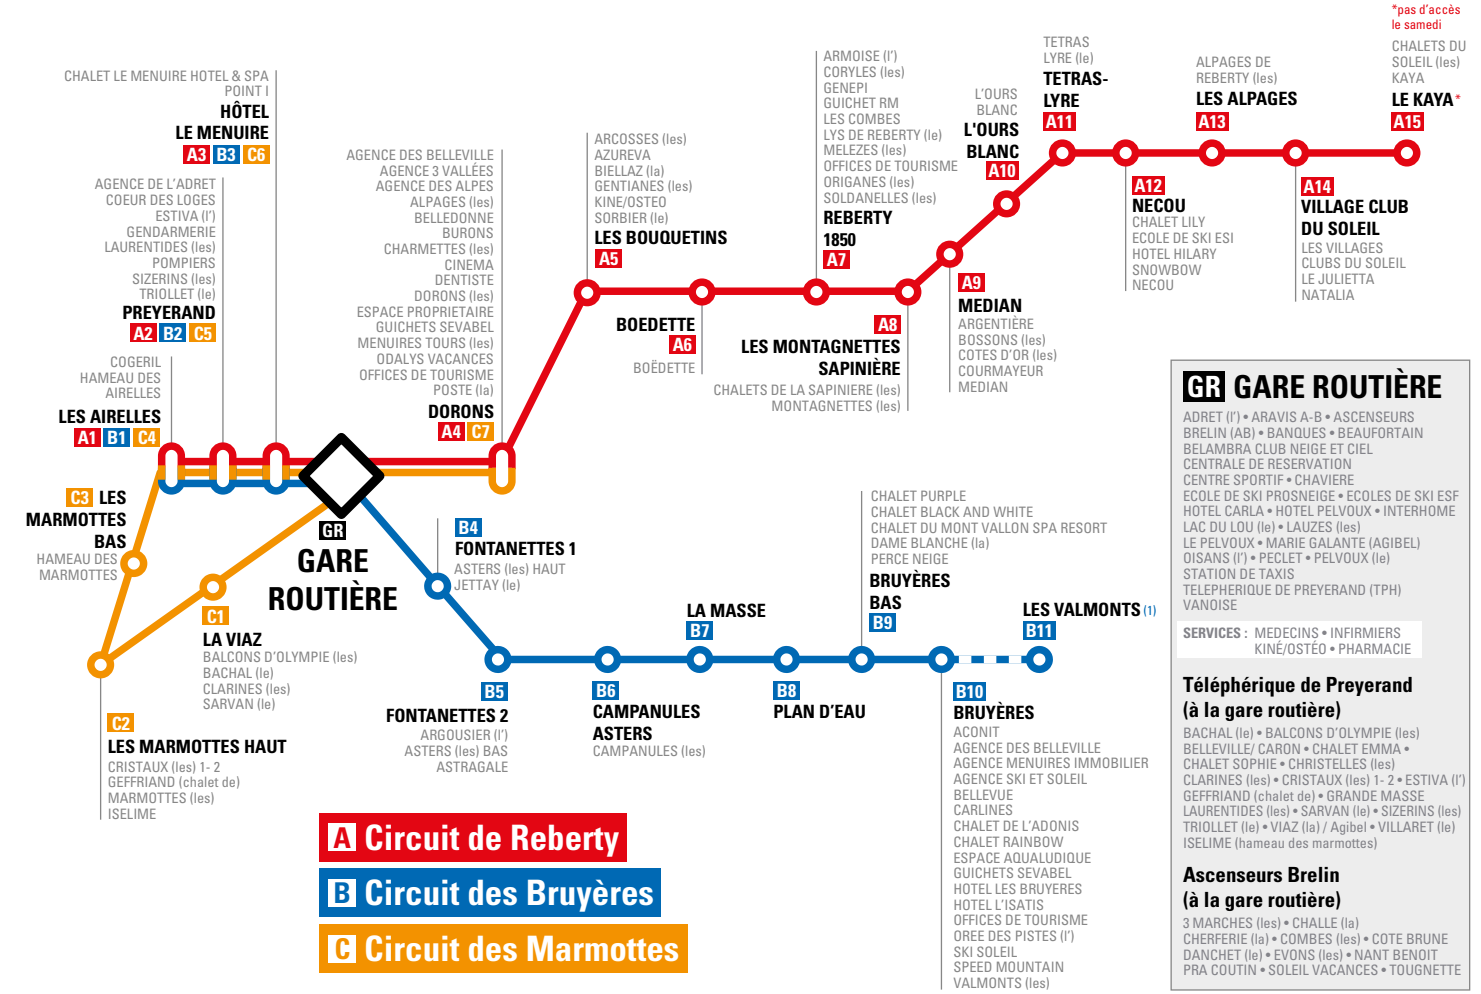 *pas d'accès
le samedi
CHALETS DU
SOLEIL (les)
KAYA
LE KAYA*
A15
ALPAGES DE
REBERTY (les)
LES ALPAGES
A13
TETRAS
LYRE (le)
TETRAS-
LYRE
A11
L'OURS
BLANC
L'OURS
BLANC
A10
ARMOISE (l')
CORYLES (les)
GENEPI
GUICHET RM
LES COMBES
LYS DE REBERTY (le)
MELEZES (les)
OFFICES DE TOURISME
ORIGANES (les)
SOLDANELLES (les)
REBERTY
1850
A7
ARCOSSES (les)
AZUREVA
BIELLAZ (la)
GENTIANES (les)
KINE/OSTEO
SORBIER (le)
LES BOUQUETINS
A5
CHALET LE MENUIRE HOTEL & SPA
POINT I
HÔTEL
LE MENUIRE
A3 B3 C6
AGENCE DE L'ADRET
COEUR DES LOGES
ESTIVA (l')
GENDARMERIE
LAURENTIDES (les)
POMPIERS
SIZERINS (les)
TRIOLLET (le)
PREYERAND
A2 B2 C5
COGERIL
HAMEAU DES
AIRELLES
LES AIRELLES
A1 B1 C4
AGENCE DES BELLEVILLE
AGENCE 3 VALLÉES
AGENCE DES ALPES
ALPAGES (les)
BELLEDONNE
BURONS
CHARMETTES (les)
CINEMA
DENTISTE
DORONS (les)
ESPACE PROPRIETAIRE
GUICHETS SEVABEL
MENUIRES TOURS (les)
ODALYS VACANCES
OFFICES DE TOURISME
POSTE (la)
DORONS
A4 C7
BOEDETTE
A6
BOËDETTE
A8
LES MONTAGNETTES
SAPINIÈRE
CHALETS DE LA SAPINIERE (les)
MONTAGNETTES (les)
A9
MEDIAN
ARGENTIÈRE
BOSSONS (les)
COTES D'OR (les)
COURMAYEUR
MEDIAN
A12
NECOU
CHALET LILY
ECOLE DE SKI ESI
HOTEL HILARY
SNOWBOW
NECOU
A14
VILLAGE CLUB
DU SOLEIL
LES VILLAGES
CLUBS DU SOLEIL
LE JULIETTA
NATALIA
C3 LES
MARMOTTES
BAS
HAMEAU DES
MARMOTTES
GR
GARE
ROUTIÈRE
C1
LA VIAZ
BALCONS D'OLYMPIE (les)
BACHAL (le)
CLARINES (les)
SARVAN (le)
C2
LES MARMOTTES HAUT
CRISTAUX (les) 1- 2
GEFFRIAND (chalet de)
MARMOTTES (les)
ISELIME
B4
FONTANETTES 1
ASTERS (les) HAUT
JETTAY (le)
B5
FONTANETTES 2
ARGOUSIER (l')
ASTERS (les) BAS
ASTRAGALE
B6
CAMPANULES
ASTERS
CAMPANULES (les)
LA MASSE
B7
B8
PLAN D'EAU
CHALET PURPLE
CHALET BLACK AND WHITE
CHALET DU MONT VALLON SPA RESORT
DAME BLANCHE (la)
PERCE NEIGE
BRUYÈRES
BAS
B9
B10
BRUYÈRES
ACONIT
AGENCE DES BELLEVILLE
AGENCE MENUIRES IMMOBILIER
AGENCE SKI ET SOLEIL
BELLEVUE
CARLINES
CHALET DE L'ADONIS
CHALET RAINBOW
ESPACE AQUALUDIQUE
GUICHETS SEVABEL
HOTEL LES BRUYERES
HOTEL L'ISATIS
OFFICES DE TOURISME
OREE DES PISTES (l')
SKI SOLEIL
SPEED MOUNTAIN
VALMONTS (les)
LES VALMONTS (1)
B11
A Circuit de Reberty
B Circuit des Bruyères
C Circuit des Marmottes
GR GARE ROUTIÈRE
ADRET (l') • ARAVIS A-B • ASCENSEURS
BRELIN (AB) • BANQUES • BEAUFORTAIN
BELAMBRA CLUB NEIGE ET CIEL
CENTRALE DE RESERVATION
CENTRE SPORTIF • CHAVIERE
ECOLE DE SKI PROSNEIGE • ECOLES DE SKI ESF
HOTEL CARLA • HOTEL PELVOUX • INTERHOME
LAC DU LOU (le) • LAUZES (les)
LE PELVOUX • MARIE GALANTE (AGIBEL)
OISANS (l') • PECLET • PELVOUX (le)
STATION DE TAXIS
TELEPHERIQUE DE PREYERAND (TPH)
VANOISE
SERVICES : MEDECINS • INFIRMIERS
KINÉ/OSTÉO • PHARMACIE
Téléphérique de Preyerand
(à la gare routière)
BACHAL (le) • BALCONS D'OLYMPIE (les)
BELLEVILLE/ CARON • CHALET EMMA •
CHALET SOPHIE • CHRISTELLES (les)
CLARINES (les) • CRISTAUX (les) 1- 2 • ESTIVA (l')
GEFFRIAND (chalet de) • GRANDE MASSE
LAURENTIDES (les) • SARVAN (le) • SIZERINS (les)
TRIOLLET (le) • VIAZ (la) / Agibel • VILLARET (le)
ISELIME (hameau des marmottes)
Ascenseurs Brelin
(à la gare routière)
3 MARCHES (les) • CHALLE (la)
CHERFERIE (la) • COMBES (les) • COTE BRUNE
DANCHET (le) • EVONS (les) • NANT BENOIT
PRA COUTIN • SOLEIL VACANCES • TOUGNETTE